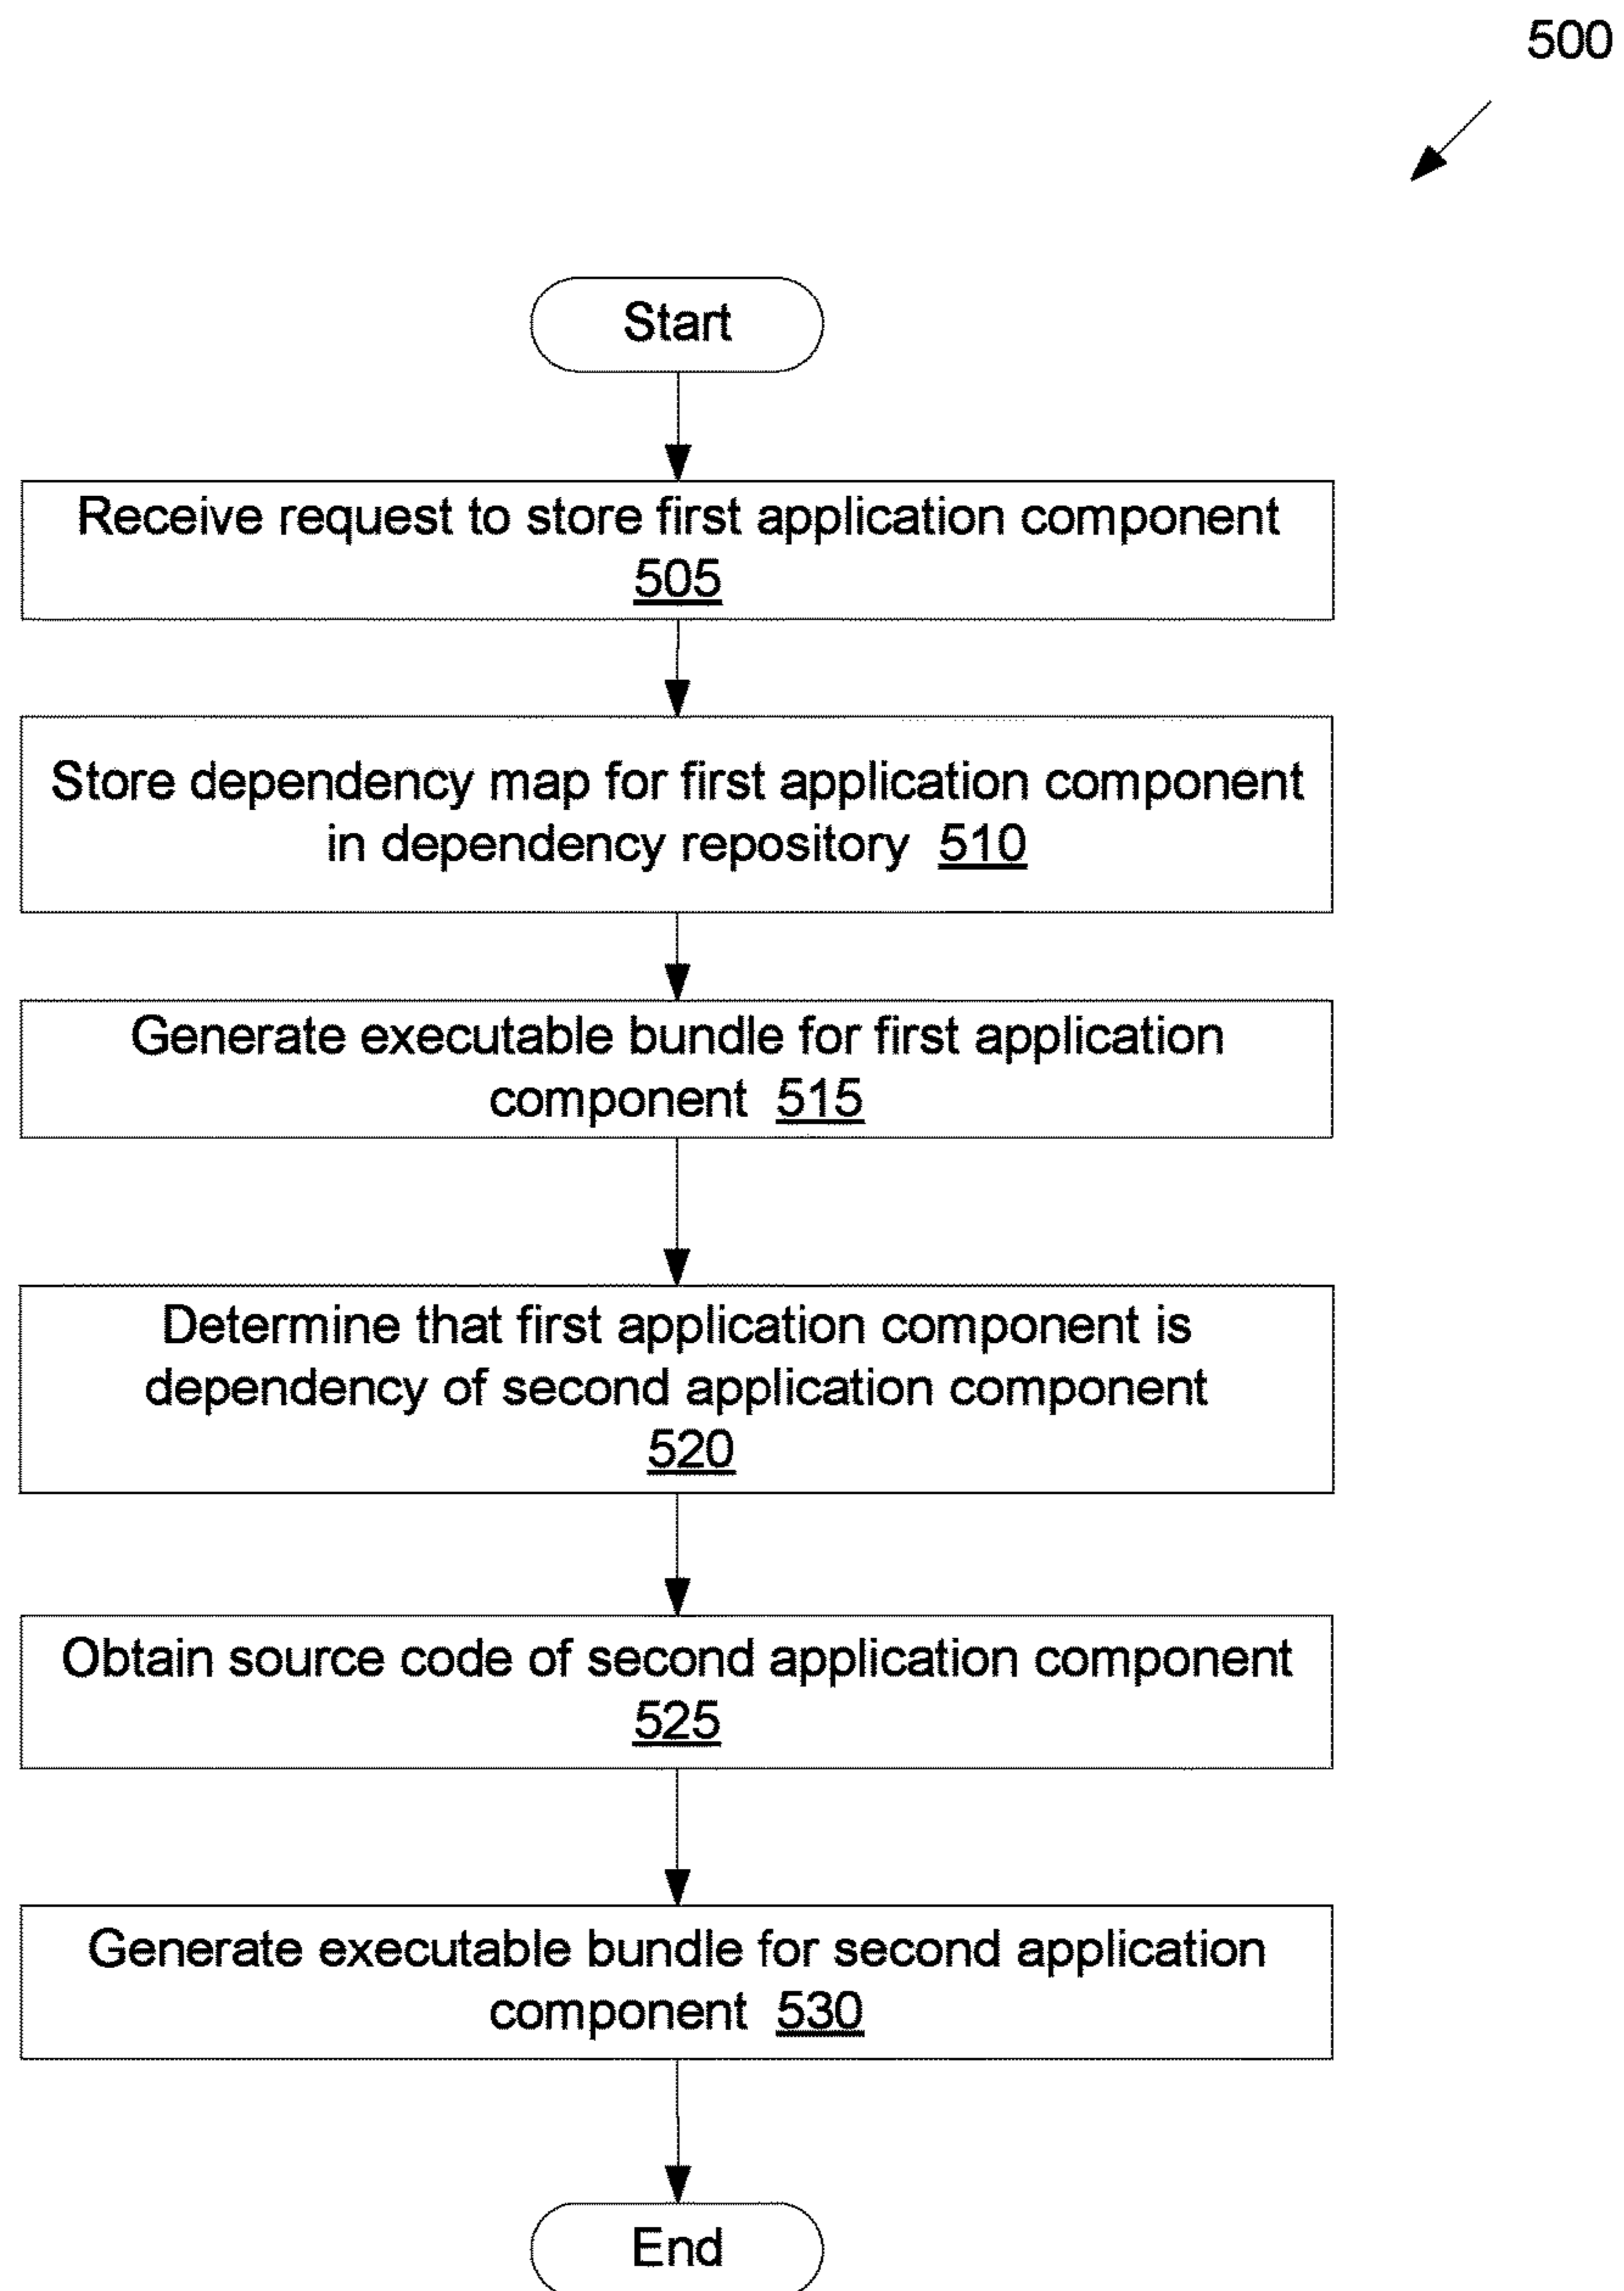 500
Start
Receive request to store first application component
505
Store dependency map for first application component
in dependency repository 510
Generate executable bundle for first application
component 515
Determine that first application component is
dependency of second application component
520
Obtain source code of second application component
525
Generate executable bundle for second application
component 530
End